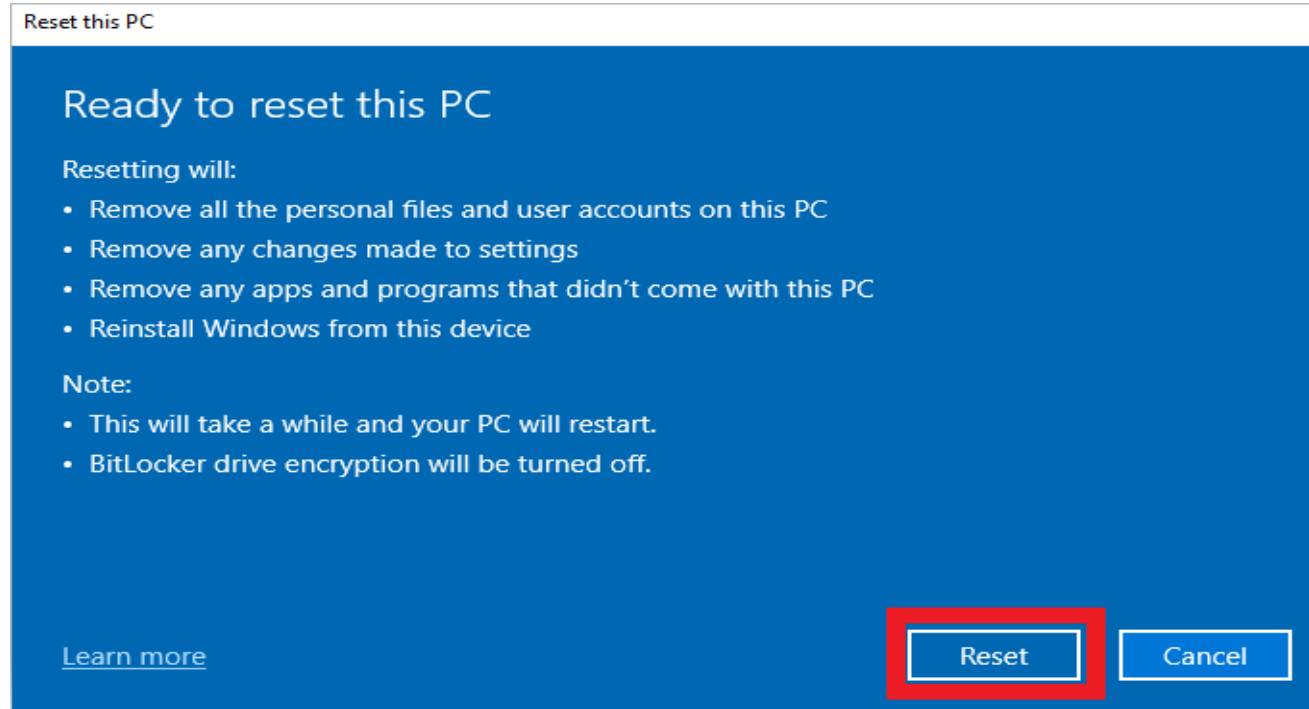 Reset this PC
Ready to reset this PC
Resetting will:
• Remove all the personal files and user accounts on this PC
• Remove any changes made to settings
• Remove any apps and programs that didn't come with this PC
• Reinstall Windows from this device
Note:
• This will take a while and your PC will restart.
• BitLocker drive encryption will be turned off.
Learn more
Reset
Cancel